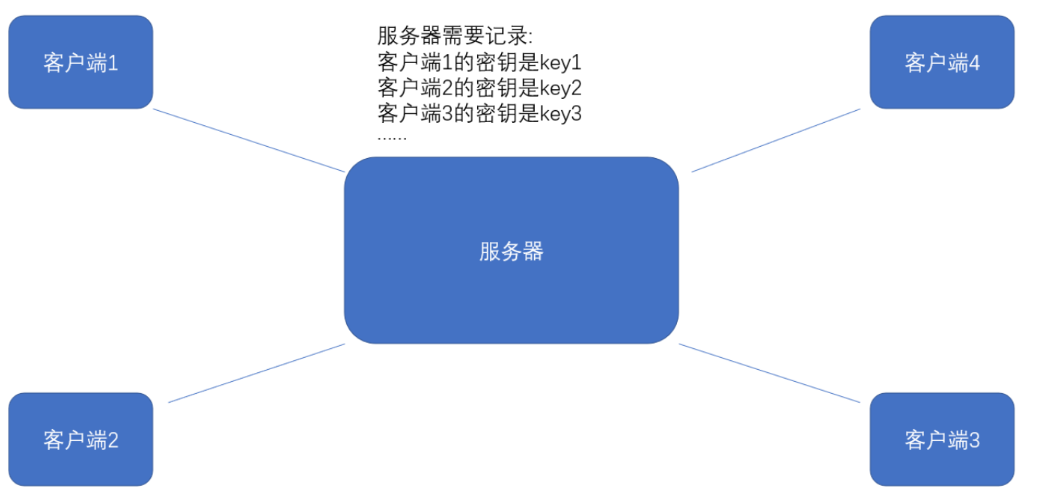 客户端1
服务器需要记录:
客户端1的密钥是key1
客户端2的密钥是key2
客户端3的密钥是key3
......
客户端4
服务器
客户端2
客户端3